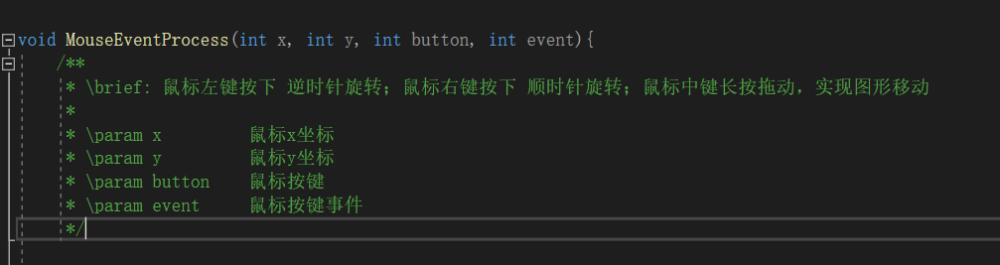 void MouseEventProcess(int x, int y, int button, int event){
/**
* \brief: 鼠标左键按下 逆时针旋转；鼠标右键按下 顺时针旋转；鼠标中键长按拖动，实现图形移动
*
* \param x 鼠标x坐标
* \param y 鼠标y坐标
* \param button 鼠标按键
* \param event 鼠标按键事件
*/